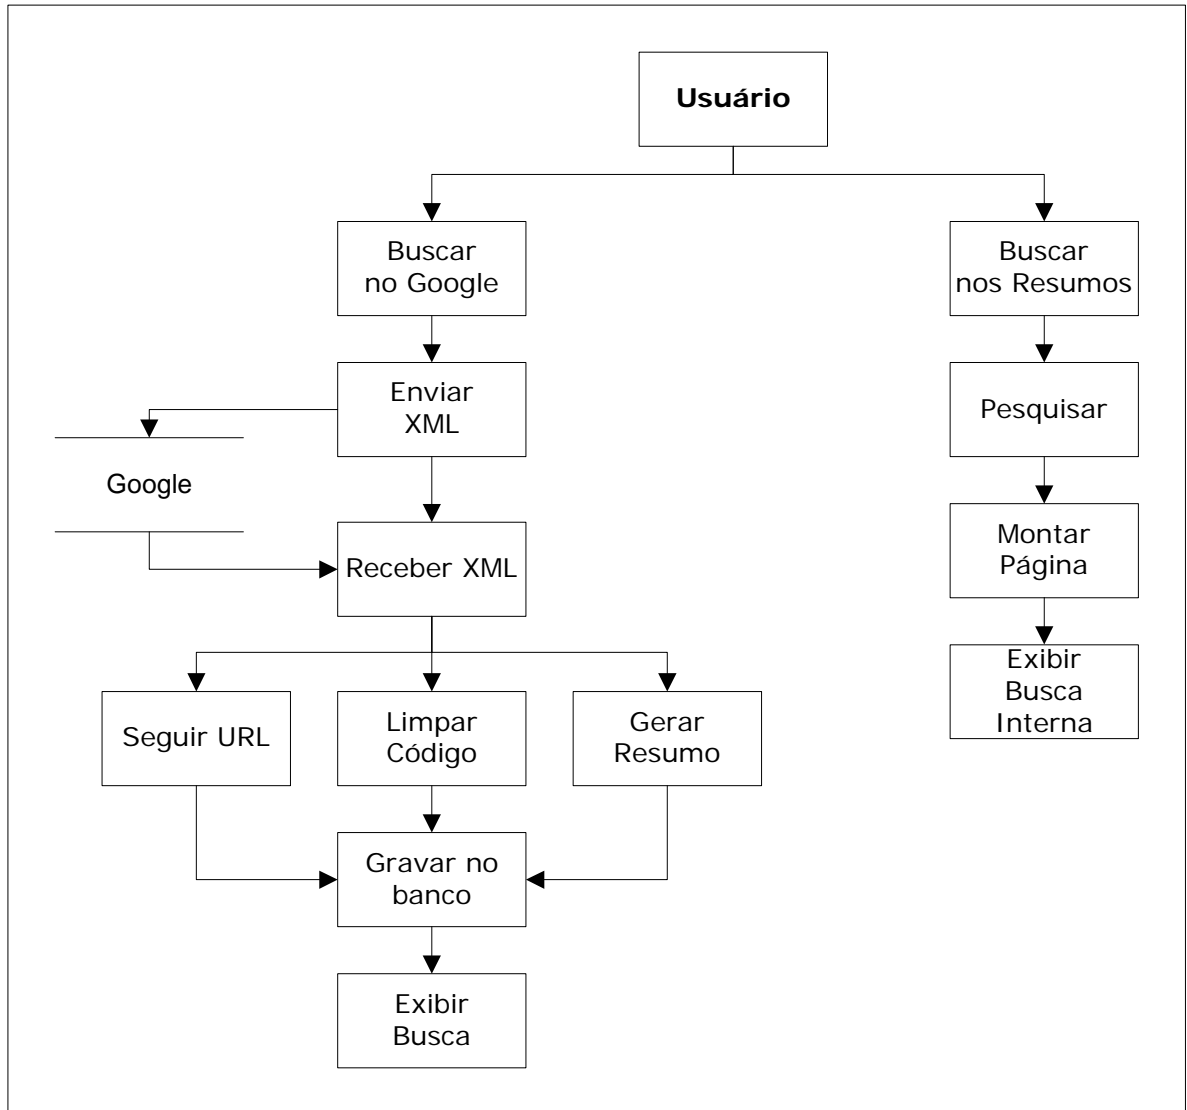 Usuário
Buscar
no Google
Buscar
nos Resumos
Enviar
XML
Pesquisar
Google
Receber XML
Montar
Página
Seguir URL
Limpar
Código
Gerar
Resumo
Exibir
Busca
Interna
Gravar no
banco
Exibir
Busca